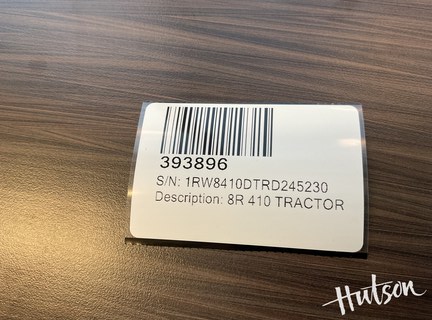 393896
S/N: 1RW8410DTRD245230
Description: 8R 410 TRACTOR
Hutson